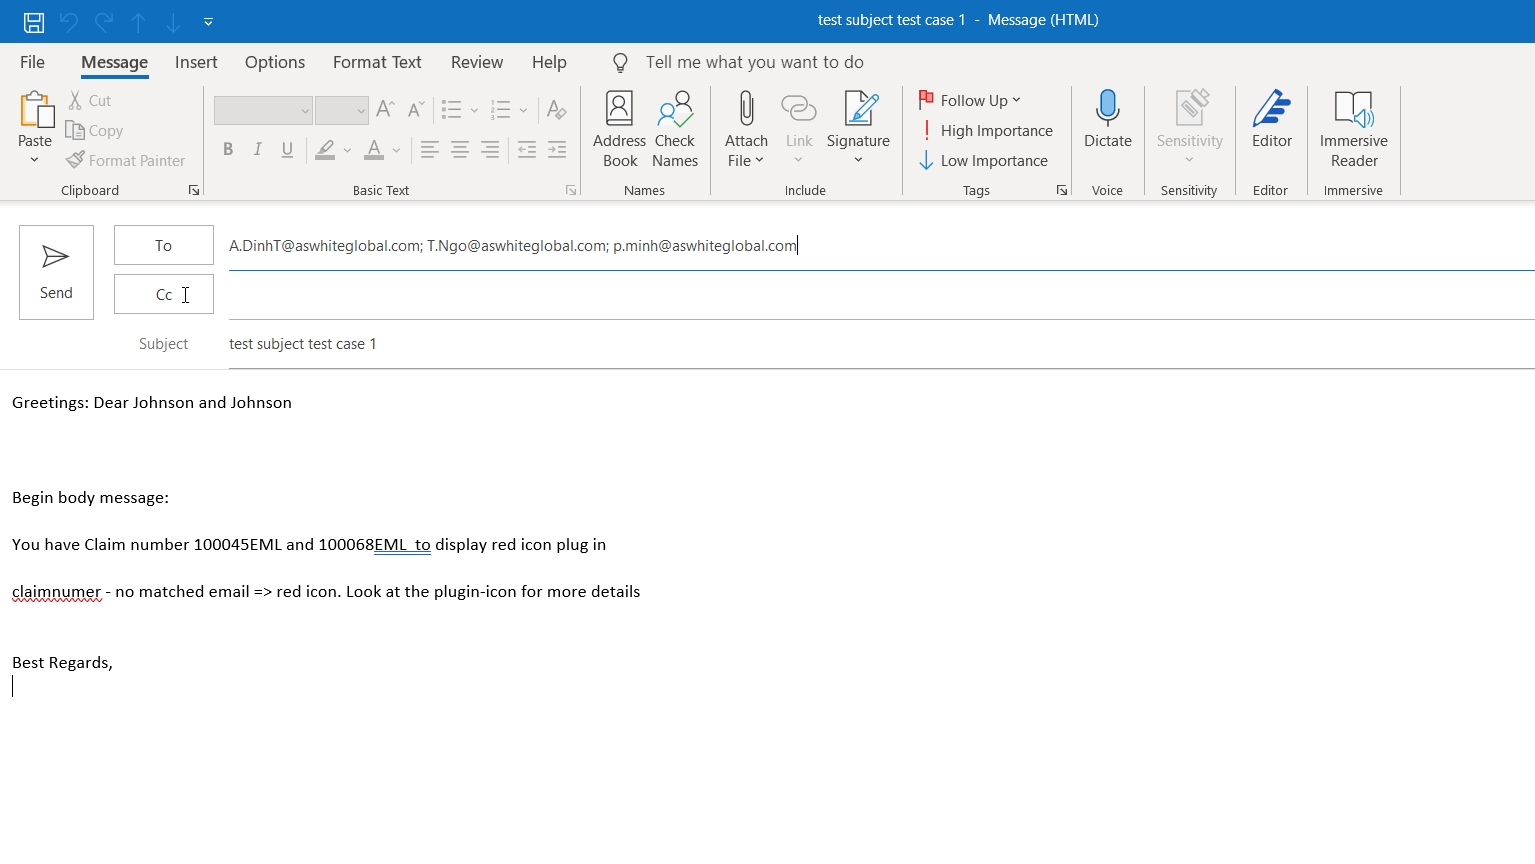 test subject test case 1 - Message (HTML)
File Message Insert Options Format Text Review Help Tell me what you want to do
Paste
Cut
Copy
Format Painter
Clipboard
B I U A
Basic Text
Address Book
Check Names
Names
Attach File
Link
Signature
Include
Follow Up
High Importance
Low Importance
Tags
Dictate
Voice
Sensitivity
Sensitivity
Editor
Editor
Immersive Reader
Immersive
Send
To A.DinhT@aswhiteglobal.com; T.Ngo@aswhiteglobal.com; p.minh@aswhiteglobal.com
Cc
Subject test subject test case 1
Greetings: Dear Johnson and Johnson
Begin body message:
You have Claim number 100045EML and 100068EML to display red icon plug in
claimnumer - no matched email => red icon. Look at the plugin-icon for more details
Best Regards,